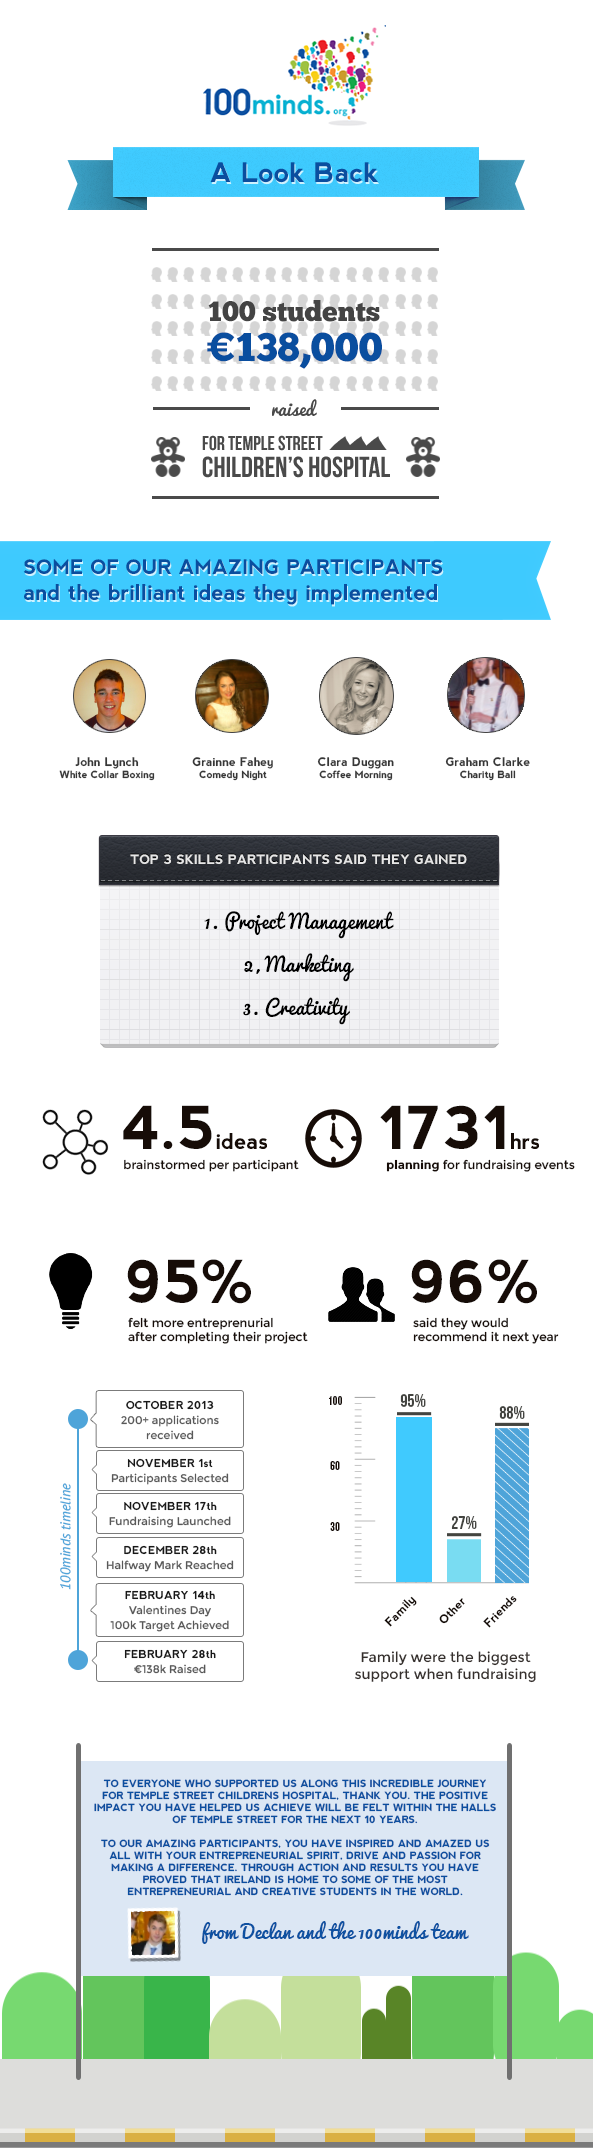 100minds.org
A Look Back
100 students
€138,000
raised
FOR TEMPLE STREET
CHILDREN'S HOSPITAL
SOME OF OUR AMAZING PARTICIPANTS
and the brilliant ideas they implemented
John Lynch
White Collar Boxing
Grainne Fahey
Comedy Night
Clara Duggan
Coffee Morning
Graham Clarke
Charity Ball
TOP 3 SKILLS PARTICIPANTS SAID THEY GAINED
1. Project Management
2, Marketing
3. Creativity
4.5 ideas
brainstormed per participant
1731 hrs
planning for fundraising events
95%
felt more entreprenurial
after completing their project
96%
said they would
recommend it next year
100minds timeline
OCTOBER 2013
200+ applications
received
NOVEMBER 1st
Participants Selected
NOVEMBER 17th
Fundraising Launched
DECEMBER 28th
Halfway Mark Reached
FEBRUARY 14th
Valentines Day
100k Target Achieved
FEBRUARY 28th
€138k Raised
100
60
30
95%
27%
88%
Family
Other
Friends
Family were the biggest
support when fundraising
TO EVERYONE WHO SUPPORTED US ALONG THIS INCREDIBLE JOURNEY
FOR TEMPLE STREET CHILDRENS HOSPITAL, THANK YOU. THE POSITIVE
IMPACT YOU HAVE HELPED US ACHIEVE WILL BE FELT WITHIN THE HALLS
OF TEMPLE STREET FOR THE NEXT 10 YEARS.
TO OUR AMAZING PARTICIPANTS, YOU HAVE INSPIRED AND AMAZED US
ALL WITH YOUR ENTREPRENEURIAL SPIRIT, DRIVE AND PASSION FOR
MAKING A DIFFERENCE. THROUGH ACTION AND RESULTS YOU HAVE
PROVED THAT IRELAND IS HOME TO SOME OF THE MOST
ENTREPRENEURIAL AND CREATIVE STUDENTS IN THE WORLD.
from Declan and the 100minds team